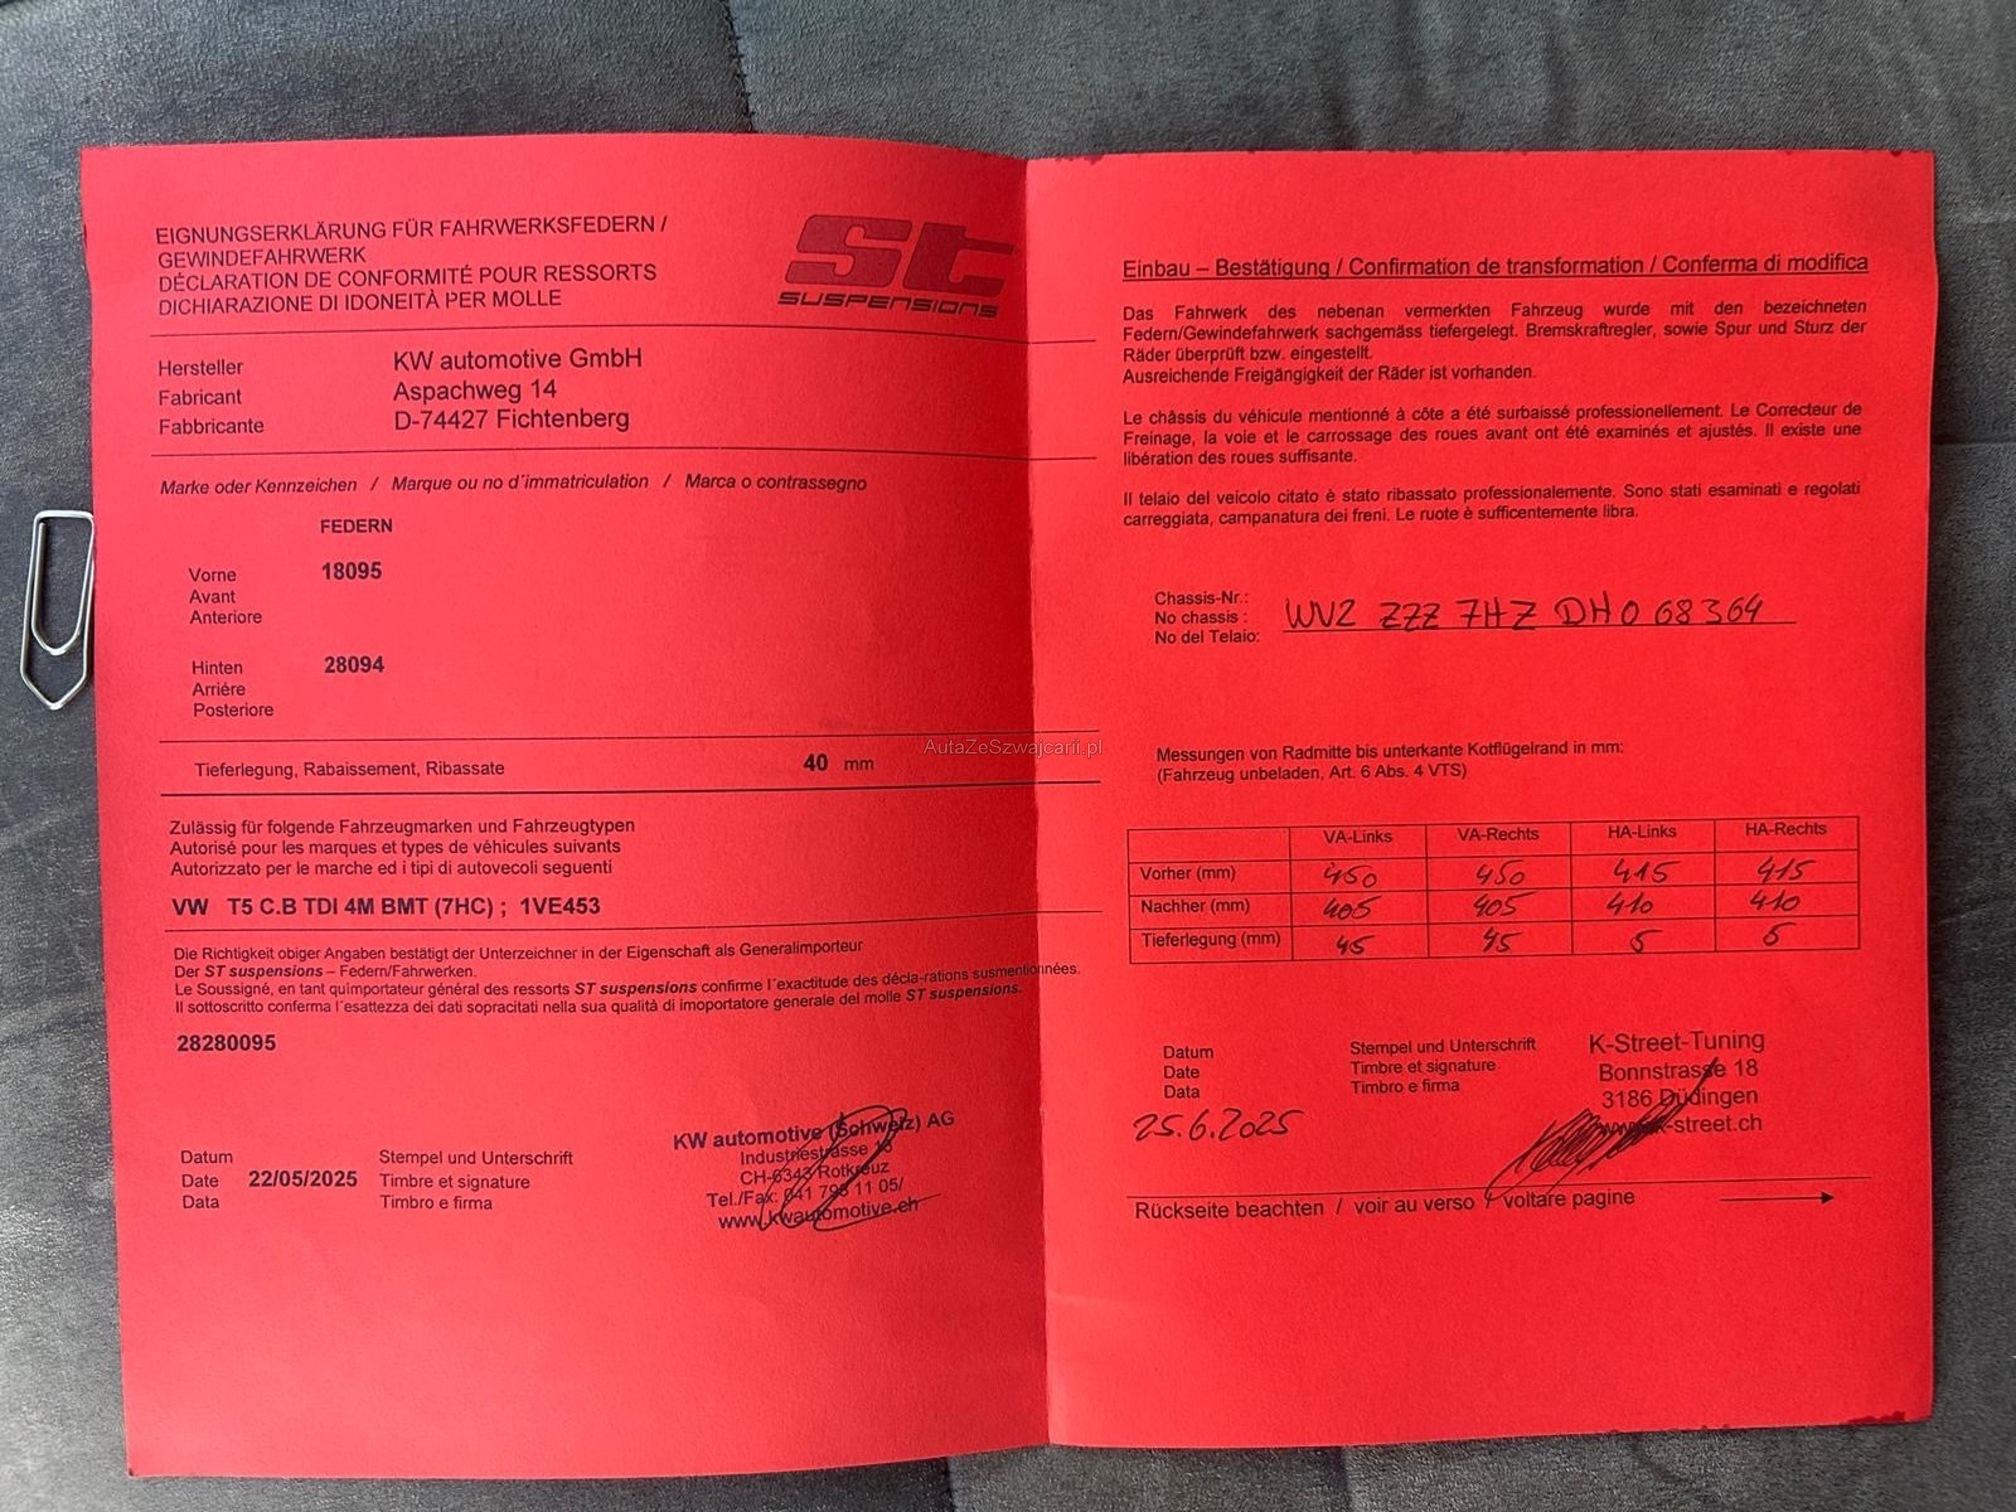 EIGNUNGSERKLÄRUNG FÜR FAHRWERKSFEDERN /
GEWINDEFAHRWERK
DÉCLARATION DE CONFORMITÉ POUR RESSORTS
DICHIARAZIONE DI IDONEITÀ PER MOLLE
ST
SUSPENSIONS
Hersteller KW automotive GmbH
Fabricant Aspachweg 14
Fabbricante D-74427 Fichtenberg
Marke oder Kennzeichen / Marque ou no d´immatriculation / Marca o contrassegno
FEDERN
Vorne 18095
Avant
Anteriore
Hinten 28094
Arriére
Posteriore
Tieferlegung, Rabaissement, Ribassate 40 mm
Zulässig für folgende Fahrzeugmarken und Fahrzeugtypen
Autorisé pour les marques et types de véhicules suivants
Autorizzato per le marche ed i tipi di autovecoli seguenti
VW T5 C.B TDI 4M BMT (7HC) ; 1VE453
Die Richtigkeit obiger Angaben bestätigt der Unterzeichner in der Eigenschaft als Generalimporteur
Der ST suspensions – Federn/Fahrwerken.
Le Soussigné, en tant quimportateur général des ressorts ST suspensions confirme l´exactitude des décla-rations susmentionnées.
Il sottoscritto conferma l´esattezza dei dati sopracitati nella sua qualità di imoportatore generale del molle ST suspensions.
28280095
Datum
Date 22/05/2025
Data
Stempel und Unterschrift
Timbre et signature
Timbro e firma
KW automotive (Schweiz) AG
Industriestrasse 18
CH-6343 Rotkreuz
Tel./Fax: 041 798 11 05/
www.kwautomotive.ch
AutaZeSzwajcarii.pl
Einbau – Bestätigung / Confirmation de transformation / Conferma di modifica
Das Fahrwerk des nebenan vermerkten Fahrzeug wurde mit den bezeichneten
Federn/Gewindefahrwerk sachgemäss tiefergelegt. Bremskraftregler, sowie Spur und Sturz der
Räder überprüft bzw. eingestellt.
Ausreichende Freigängigkeit der Räder ist vorhanden.
Le châssis du véhicule mentionné à côte a été surbaissé professionellement. Le Correcteur de
Freinage, la voie et le carrossage des roues avant ont été examinés et ajustés. Il existe une
libération des roues suffisante.
Il telaio del veicolo citato è stato ribassato professionalemente. Sono stati esaminati e regolati
carreggiata, campanatura dei freni. Le ruote è sufficentemente libra.
Chassis-Nr.:
No chassis : WV2 ZZZ 7HZ DH0 68364
No del Telaio:
Messungen von Radmitte bis unterkante Kotflügelrand in mm:
(Fahrzeug unbeladen, Art. 6 Abs. 4 VTS)
VA-Links VA-Rechts HA-Links HA-Rechts
Vorher (mm) 450 450 415 415
Nachher (mm) 405 405 410 410
Tieferlegung (mm) 45 45 5 5
Datum
Date
Data
25.6.2025
Stempel und Unterschrift
Timbre et signature
Timbro e firma
K-Street-Tuning
Bonnstrasse 18
3186 Düdingen
www.k-street.ch
Rückseite beachten / voir au verso / voltare pagine